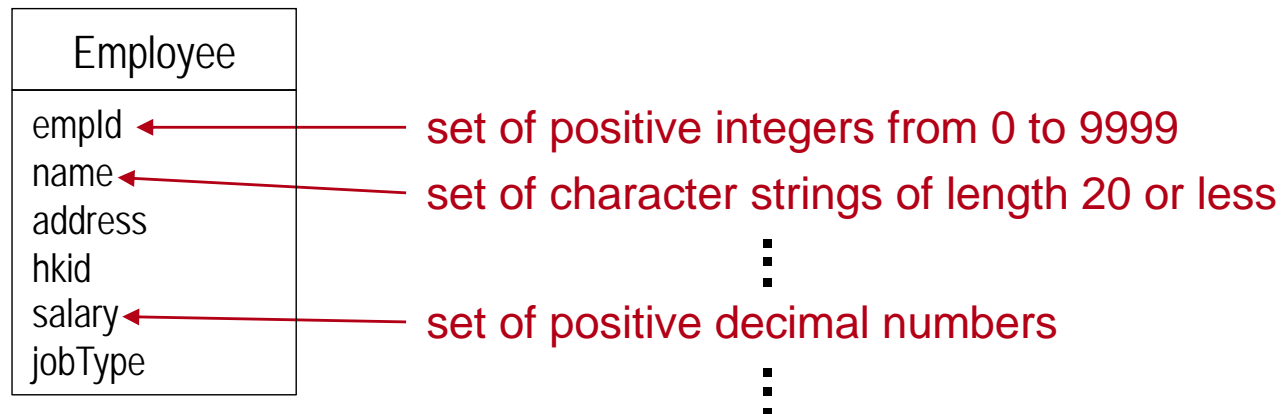 Employee
empId
set of positive integers from 0 to 9999
name
set of character strings of length 20 or less
address
hkid
salary
set of positive decimal numbers
jobType